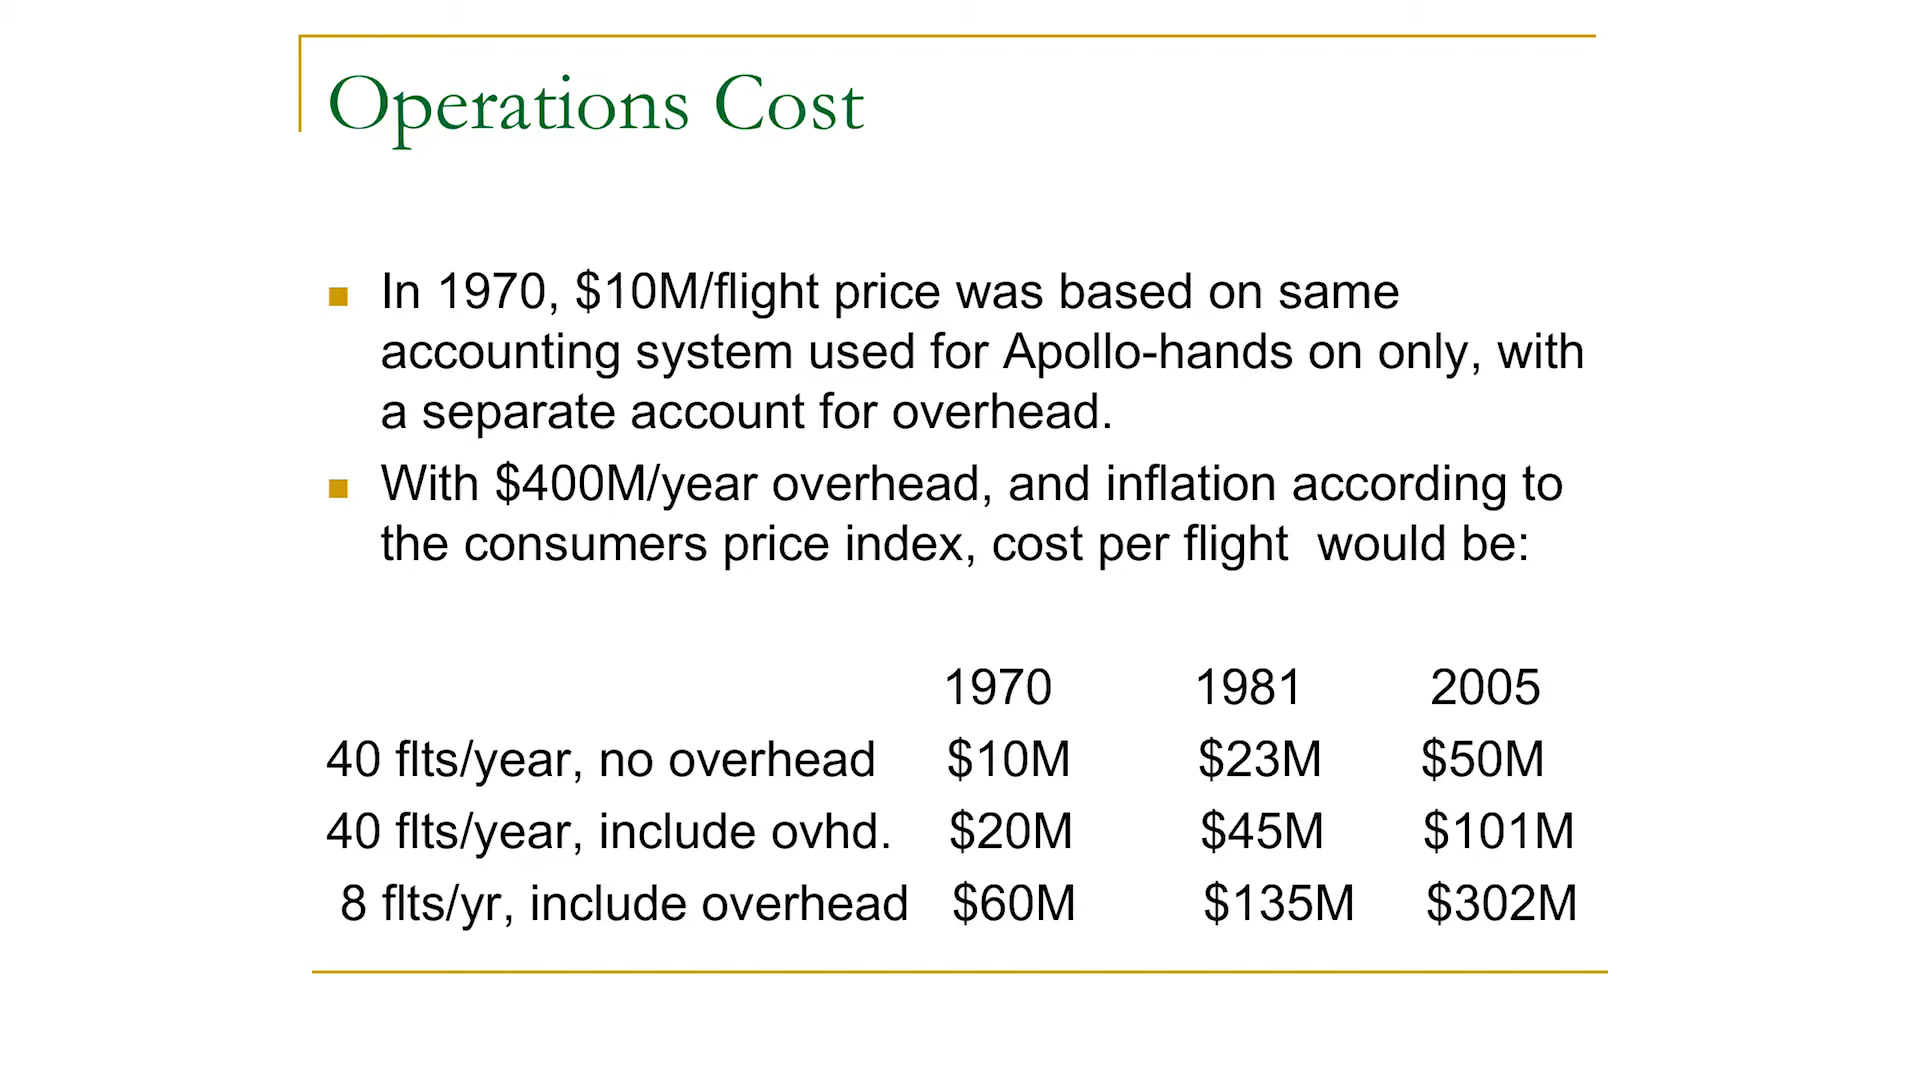 Operations Cost
In 1970, $10M/flight price was based on same
accounting system used for Apollo-hands on only, with
a separate account for overhead.
With $400M/year overhead, and inflation according to
the consumers price index, cost per flight  would be:
1970 1981 2005
40 flts/year, no overhead $10M $23M $50M
40 flts/year, include ovhd. $20M $45M $101M
8 flts/yr, include overhead $60M $135M $302M